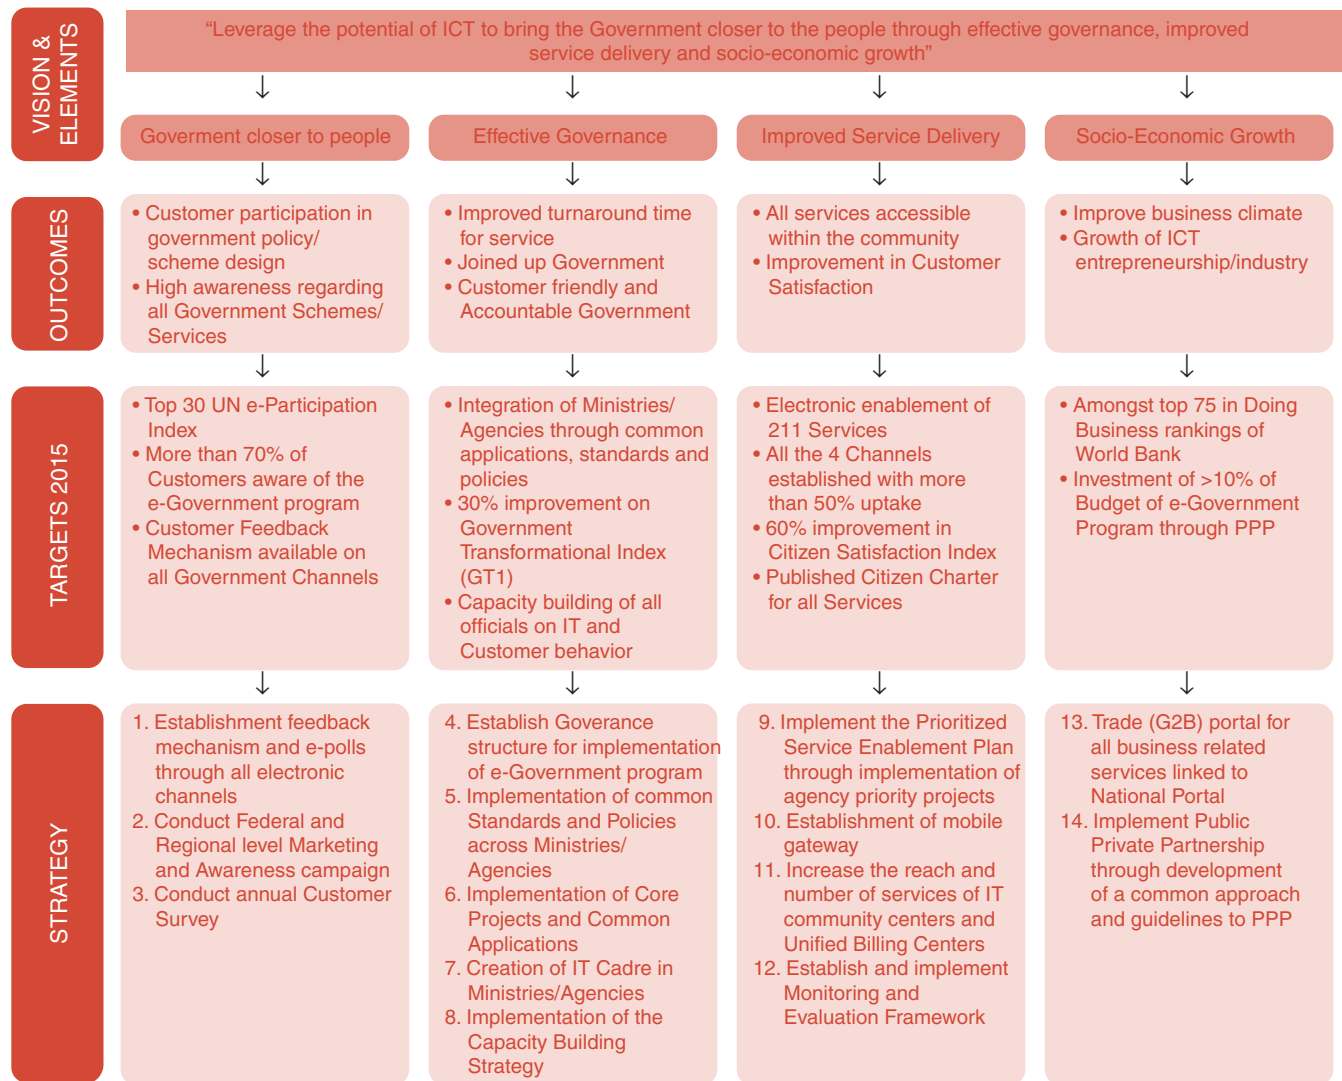 VISION &
ELEMENTS
“Leverage the potential of ICT to bring the Government closer to the people through effective governance, improved
service delivery and socio-economic growth”
Goverment closer to people
Effective Governance
Improved Service Delivery
Socio-Economic Growth
OUTCOMES
• Customer participation in
government policy/
scheme design
• High awareness regarding
all Government Schemes/
Services
• Improved turnaround time
for service
• Joined up Government
• Customer friendly and
Accountable Government
• All services accessible
within the community
• Improvement in Customer
Satisfaction
• Improve business climate
• Growth of ICT
entrepreneurship/industry
TARGETS 2015
• Top 30 UN e-Participation
Index
• More than 70% of
Customers aware of the
e-Government program
• Customer Feedback
Mechanism available on
all Government Channels
• Integration of Ministries/
Agencies through common
applications, standards and
policies
• 30% improvement on
Government
Transformational Index
(GT1)
• Capacity building of all
officials on IT and
Customer behavior
• Electronic enablement of
211 Services
• All the 4 Channels
established with more
than 50% uptake
• 60% improvement in
Citizen Satisfaction Index
• Published Citizen Charter
for all Services
• Amongst top 75 in Doing
Business rankings of
World Bank
• Investment of >10% of
Budget of e-Government
Program through PPP
STRATEGY
1. Establishment feedback
mechanism and e-polls
through all electronic
channels
2. Conduct Federal and
Regional level Marketing
and Awareness campaign
3. Conduct annual Customer
Survey
4. Establish Goverance
structure for implementation
of e-Government program
5. Implementation of common
Standards and Policies
across Ministries/
Agencies
6. Implementation of Core
Projects and Common
Applications
7. Creation of IT Cadre in
Ministries/Agencies
8. Implementation of the
Capacity Building
Strategy
9. Implement the Prioritized
Service Enablement Plan
through implementation of
agency priority projects
10. Establishment of mobile
gateway
11. Increase the reach and
number of services of IT
community centers and
Unified Billing Centers
12. Establish and implement
Monitoring and
Evaluation Framework
13. Trade (G2B) portal for
all business related
services linked to
National Portal
14. Implement Public
Private Partnership
through development
of a common approach
and guidelines to PPP